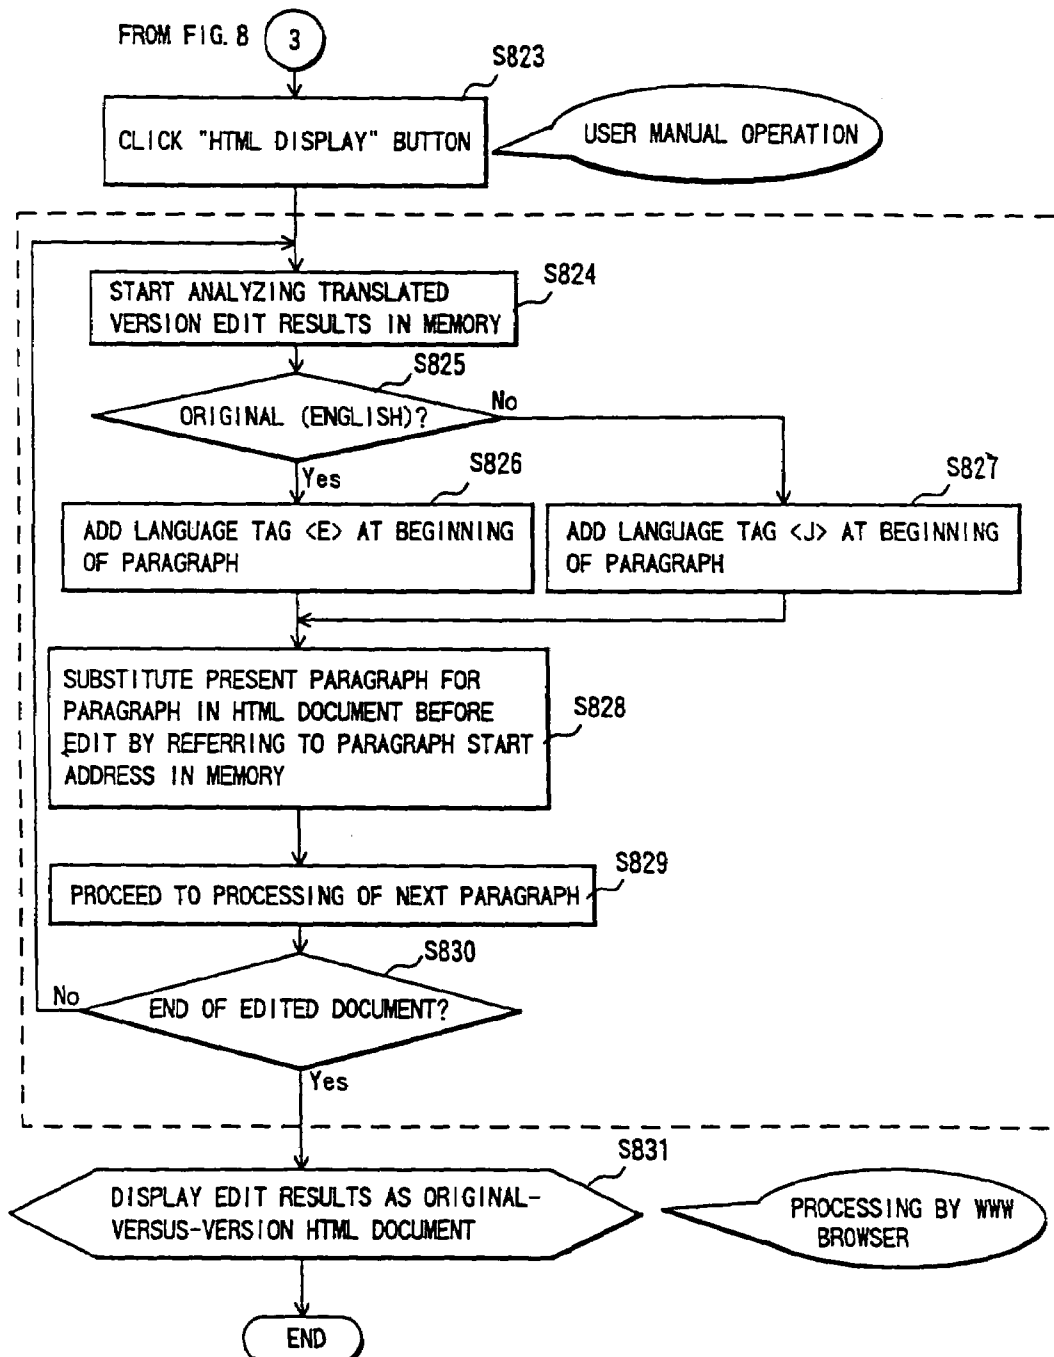 FROM FIG. 8
3
S823
CLICK "HTML DISPLAY" BUTTON
USER MANUAL OPERATION
S824
START ANALYZING TRANSLATED
VERSION EDIT RESULTS IN MEMORY
S825
ORIGINAL (ENGLISH)?
No
Yes
S826
S827
ADD LANGUAGE TAG <E> AT BEGINNING
OF PARAGRAPH
ADD LANGUAGE TAG <J> AT BEGINNING
OF PARAGRAPH
SUBSTITUTE PRESENT PARAGRAPH FOR
PARAGRAPH IN HTML DOCUMENT BEFORE
EDIT BY REFERRING TO PARAGRAPH START
ADDRESS IN MEMORY
S828
S829
PROCEED TO PROCESSING OF NEXT PARAGRAPH
S830
No
END OF EDITED DOCUMENT?
Yes
S831
DISPLAY EDIT RESULTS AS ORIGINAL-
VERSUS-VERSION HTML DOCUMENT
PROCESSING BY WWW
BROWSER
END